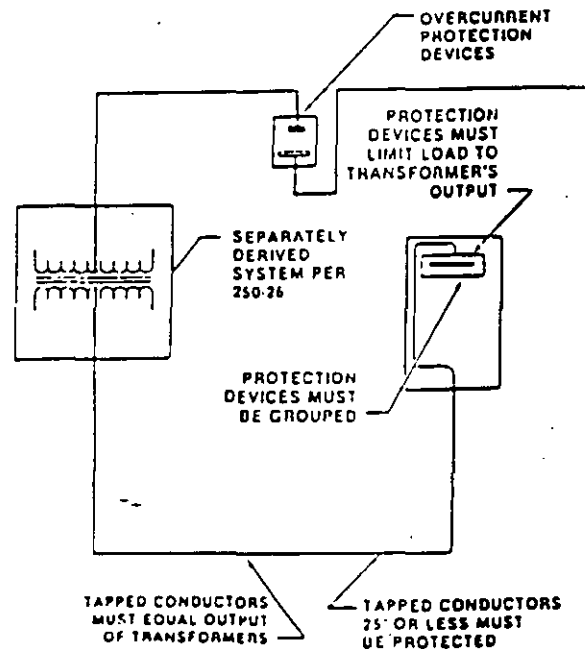 OVERCURRENT
PROTECTION
DEVICES
PROTECTION
DEVICES MUST
LIMIT LOAD TO
TRANSFORMER'S
OUTPUT
SEPARATELY
DERIVED
SYSTEM PER
250-26
PROTECTION
DEVICES MUST
BE GROUPED
TAPPED CONDUCTORS
MUST EQUAL OUTPUT
OF TRANSFORMERS
TAPPED CONDUCTORS
25' OR LESS MUST
BE PROTECTED